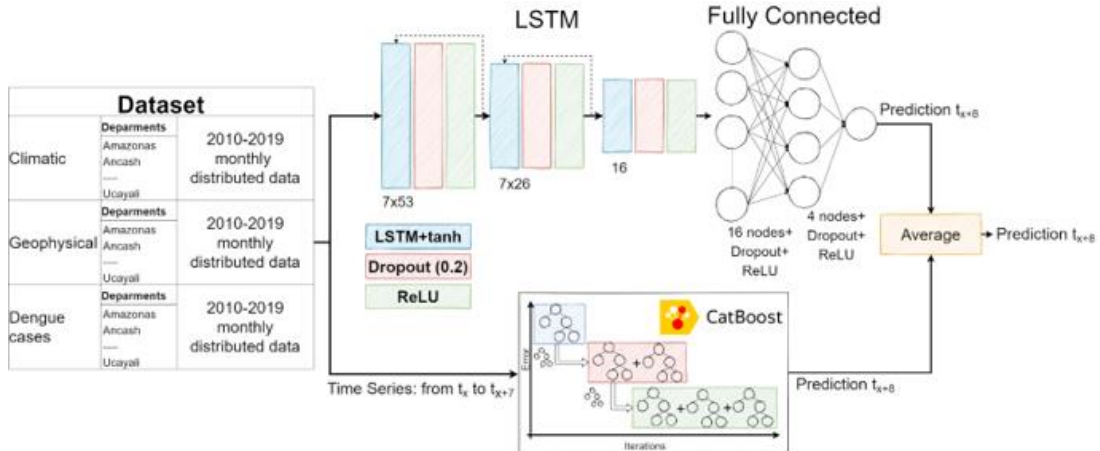 LSTM
Fully Connected
Dataset
Climatic
Deparments
Amazonas
Ancash
----
Ucayali
2010-2019
monthly
distributed data
Geophysical
Deparments
Amazonas
Ancash
----
Ucayali
2010-2019
monthly
distributed data
Dengue
cases
Deparments
Amazonas
Ancash
----
Ucayali
2010-2019
monthly
distributed data
7x53
7x26
16
LSTM+tanh
Dropout (0.2)
ReLU
16 nodes+
Dropout+
ReLU
4 nodes+
Dropout+
ReLU
Prediction tx+8
Average
Prediction tx+8
Time Series: from tx to tx+7
Error
CatBoost
+
+ +
Iterations
Prediction tx+8